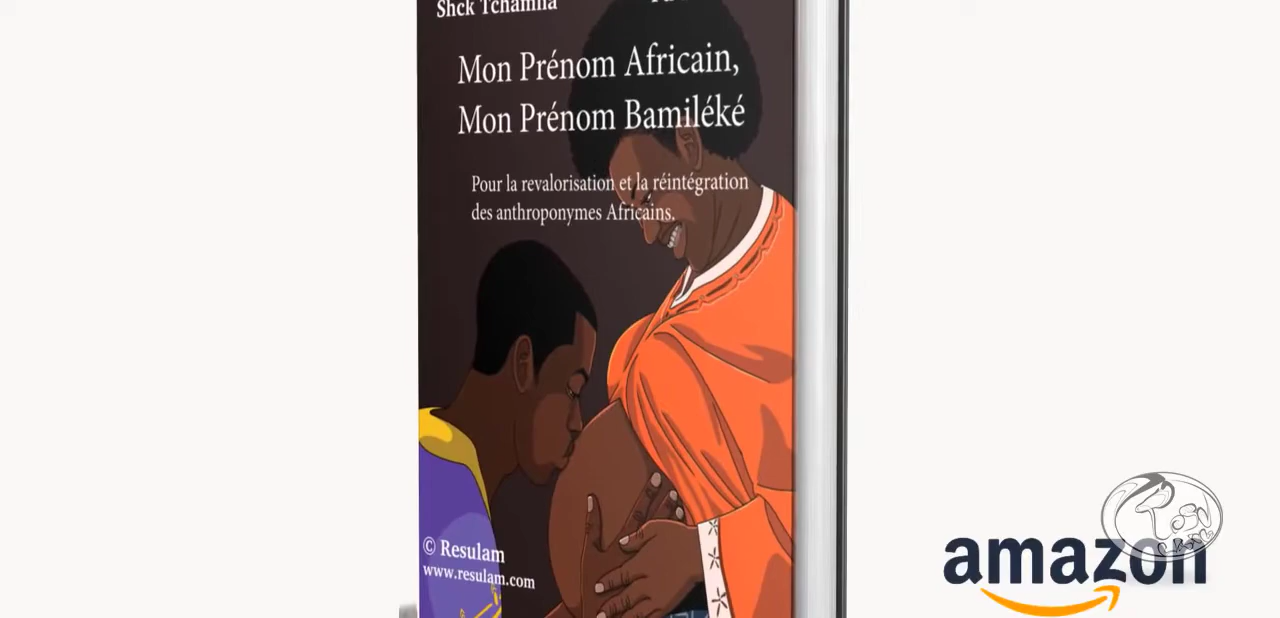 Shck Tchamna
Mon Prénom Africain,
Mon Prénom Bamiléké
Pour la revalorisation et la réintégration
des anthroponymes Africains.
© Resulam
www.resulam.com
amazon